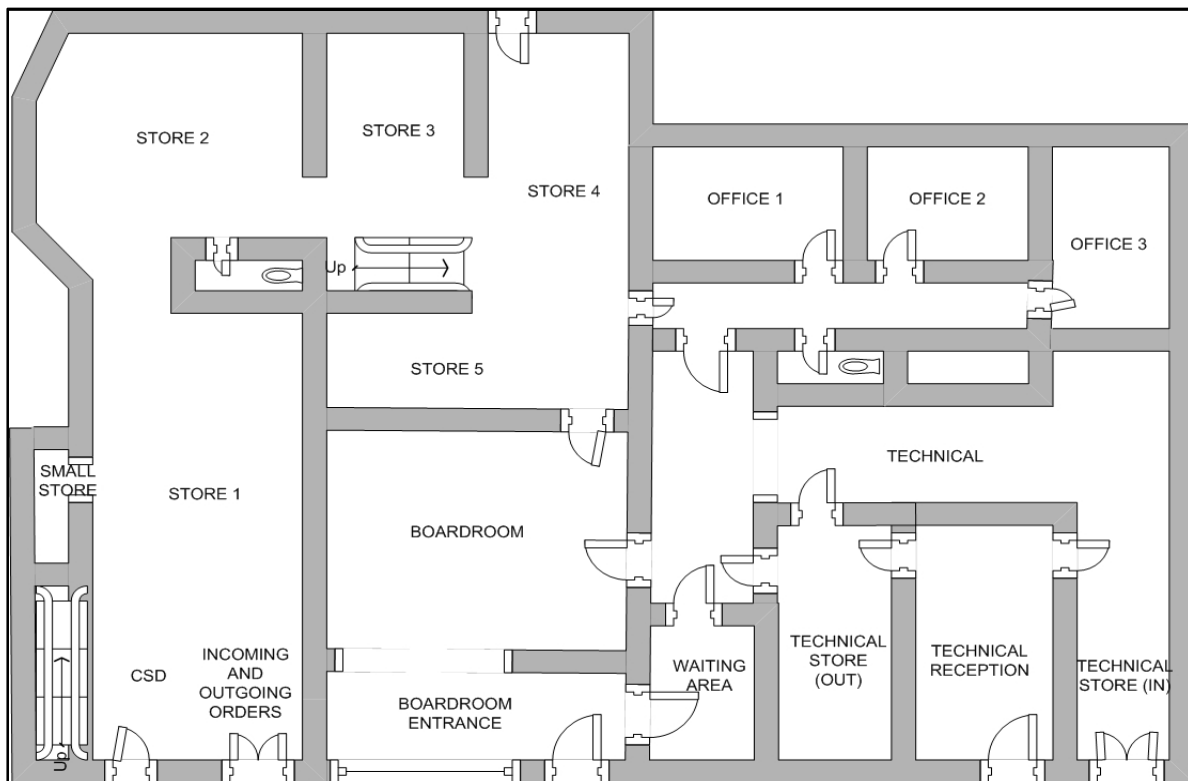 STORE 2
STORE 3
STORE 4
OFFICE 1
OFFICE 2
OFFICE 3
Up
STORE 5
SMALL
STORE
STORE 1
BOARDROOM
TECHNICAL
CSD
INCOMING
AND
OUTGOING
ORDERS
BOARDROOM
ENTRANCE
WAITING
AREA
TECHNICAL
STORE
(OUT)
TECHNICAL
RECEPTION
TECHNICAL
STORE (IN)
Up